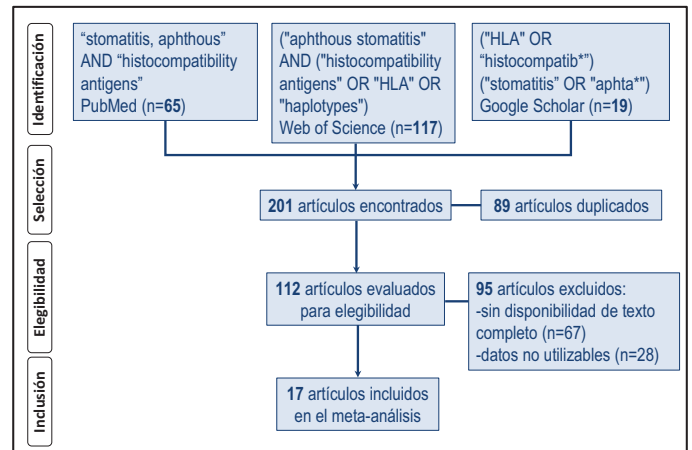 Identificación
“stomatitis, aphthous”
AND “histocompatibility
antigens”
PubMed (n=65)
("aphthous stomatitis"
AND ("histocompatibility
antigens" OR "HLA" OR
"haplotypes")
Web of Science (n=117)
("HLA" OR
“histocompatib*”)
("stomatitis” OR "aphta*")
Google Scholar (n=19)
Selección
201 artículos encontrados
89 artículos duplicados
Elegibilidad
112 artículos evaluados
para elegibilidad
95 artículos excluidos:
-sin disponibilidad de texto
completo (n=67)
-datos no utilizables (n=28)
Inclusión
17 artículos incluidos
en el meta-análisis